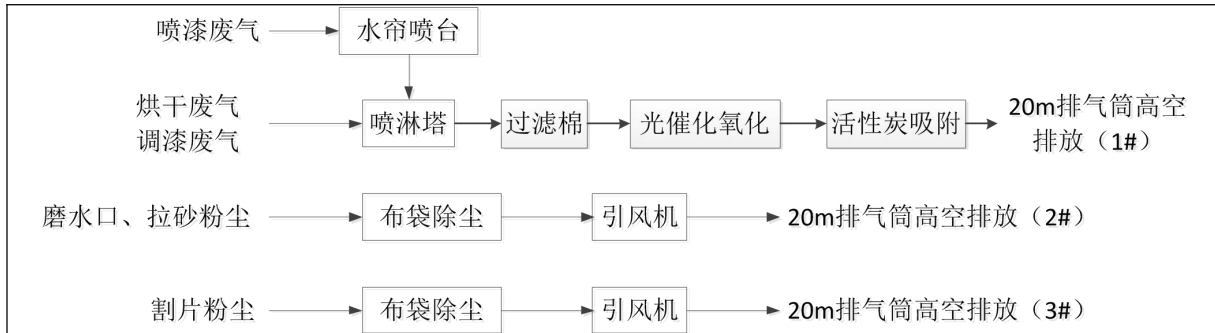 喷漆废气
水帘喷台
烘干废气
调漆废气
喷淋塔
过滤棉
光催化氧化
活性炭吸附
20m排气筒高空
排放（1#）
磨水口、拉砂粉尘
布袋除尘
引风机
20m排气筒高空排放（2#）
割片粉尘
布袋除尘
引风机
20m排气筒高空排放（3#）